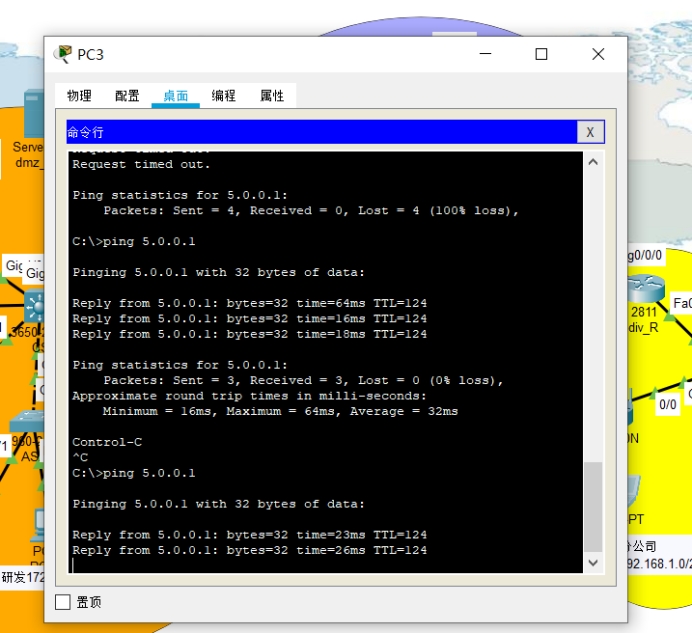 PC3
物理 配置 桌面 编程 属性
命令行 X
Request timed out.
Request timed out.
Ping statistics for 5.0.0.1:
Packets: Sent = 4, Received = 0, Lost = 4 (100% loss),
C:\>ping 5.0.0.1
Pinging 5.0.0.1 with 32 bytes of data:
Reply from 5.0.0.1: bytes=32 time=64ms TTL=124
Reply from 5.0.0.1: bytes=32 time=16ms TTL=124
Reply from 5.0.0.1: bytes=32 time=18ms TTL=124
Ping statistics for 5.0.0.1:
Packets: Sent = 3, Received = 3, Lost = 0 (0% loss),
Approximate round trip times in milli-seconds:
Minimum = 16ms, Maximum = 64ms, Average = 32ms
Control-C
^C
C:\>ping 5.0.0.1
Pinging 5.0.0.1 with 32 bytes of data:
Reply from 5.0.0.1: bytes=32 time=23ms TTL=124
Reply from 5.0.0.1: bytes=32 time=26ms TTL=124
置顶
Serve
dmz_
Gig
Gig
3650-2
AS
研发172
g0/0/0
2811
div_R
Fa0
0/0
N
PT
公司
92.168.1.0/2